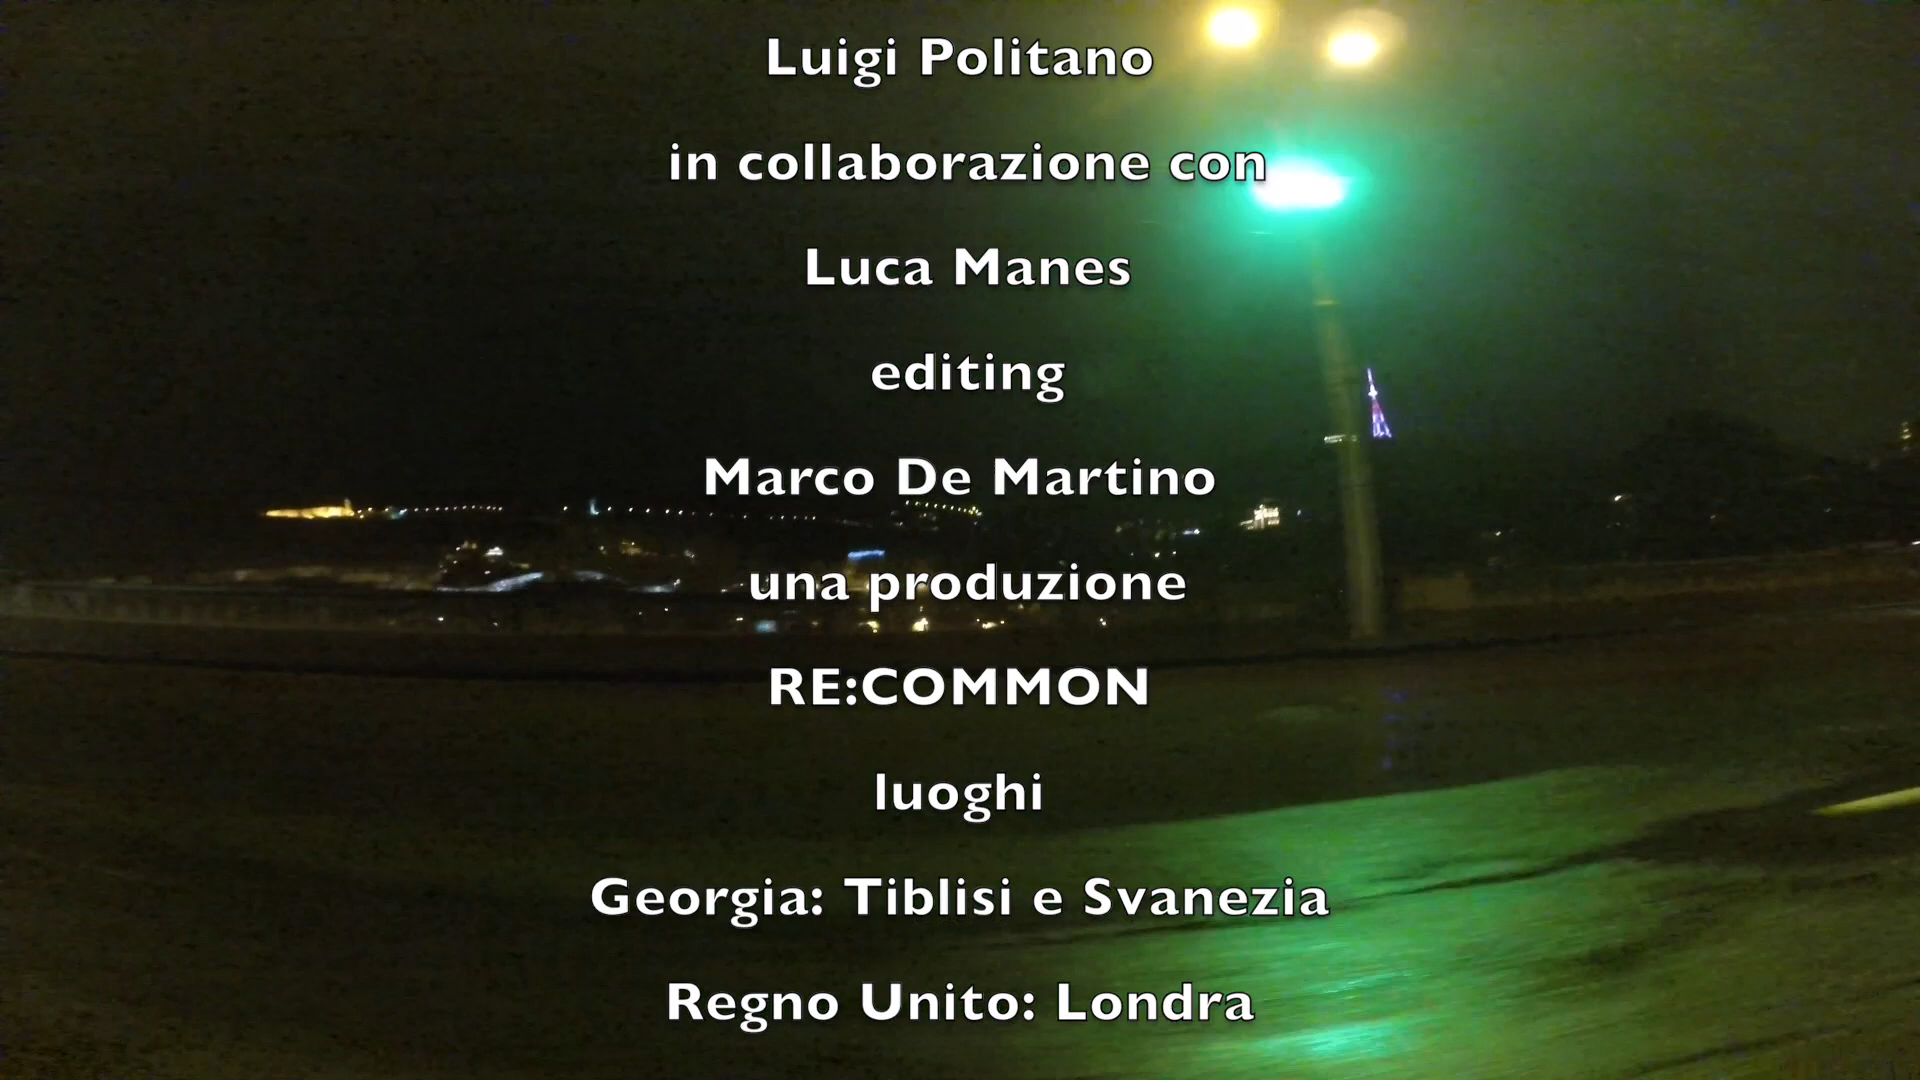 Luigi Politano
in collaborazione con
Luca Manes
editing
Marco De Martino
una produzione
RE:COMMON
luoghi
Georgia: Tiblisi e Svanezia
Regno Unito: Londra